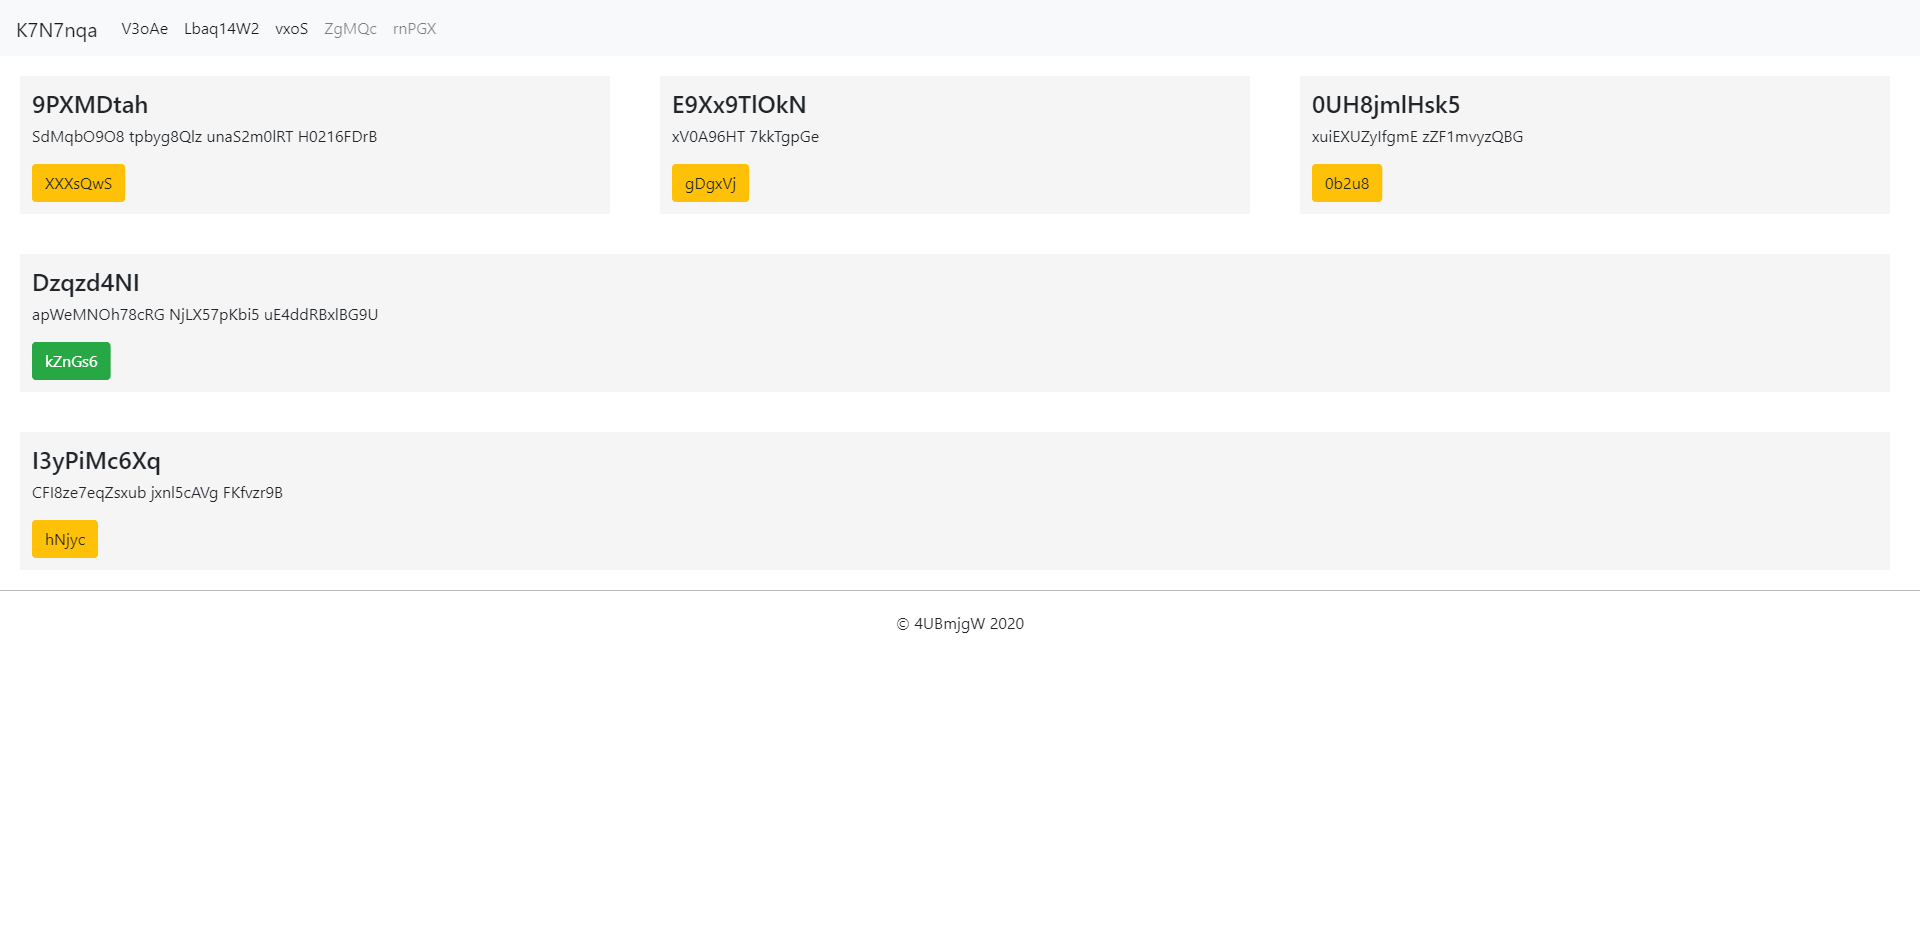 K7N7nqa V3oAe Lbaq14W2 vxoS ZgMQc rnPGX
9PXMDtah
SdMqbO9O8 tpbyg8Qlz unaS2m0lRT H0216FDrB
XXXsQwS
E9Xx9TlOkN
xV0A96HT 7kkTgpGe
gDgxVj
0UH8jmlHsk5
xuiEXUZyIfgmE zZF1mvyzQBG
0b2u8
Dzqzd4NI
apWeMNOh78cRG NjLX57pKbi5 uE4ddRBxlBG9U
kZnGs6
I3yPiMc6Xq
CFI8ze7eqZsxub jxnl5cAVg FKfvzr9B
hNjyc
© 4UBmjgW 2020